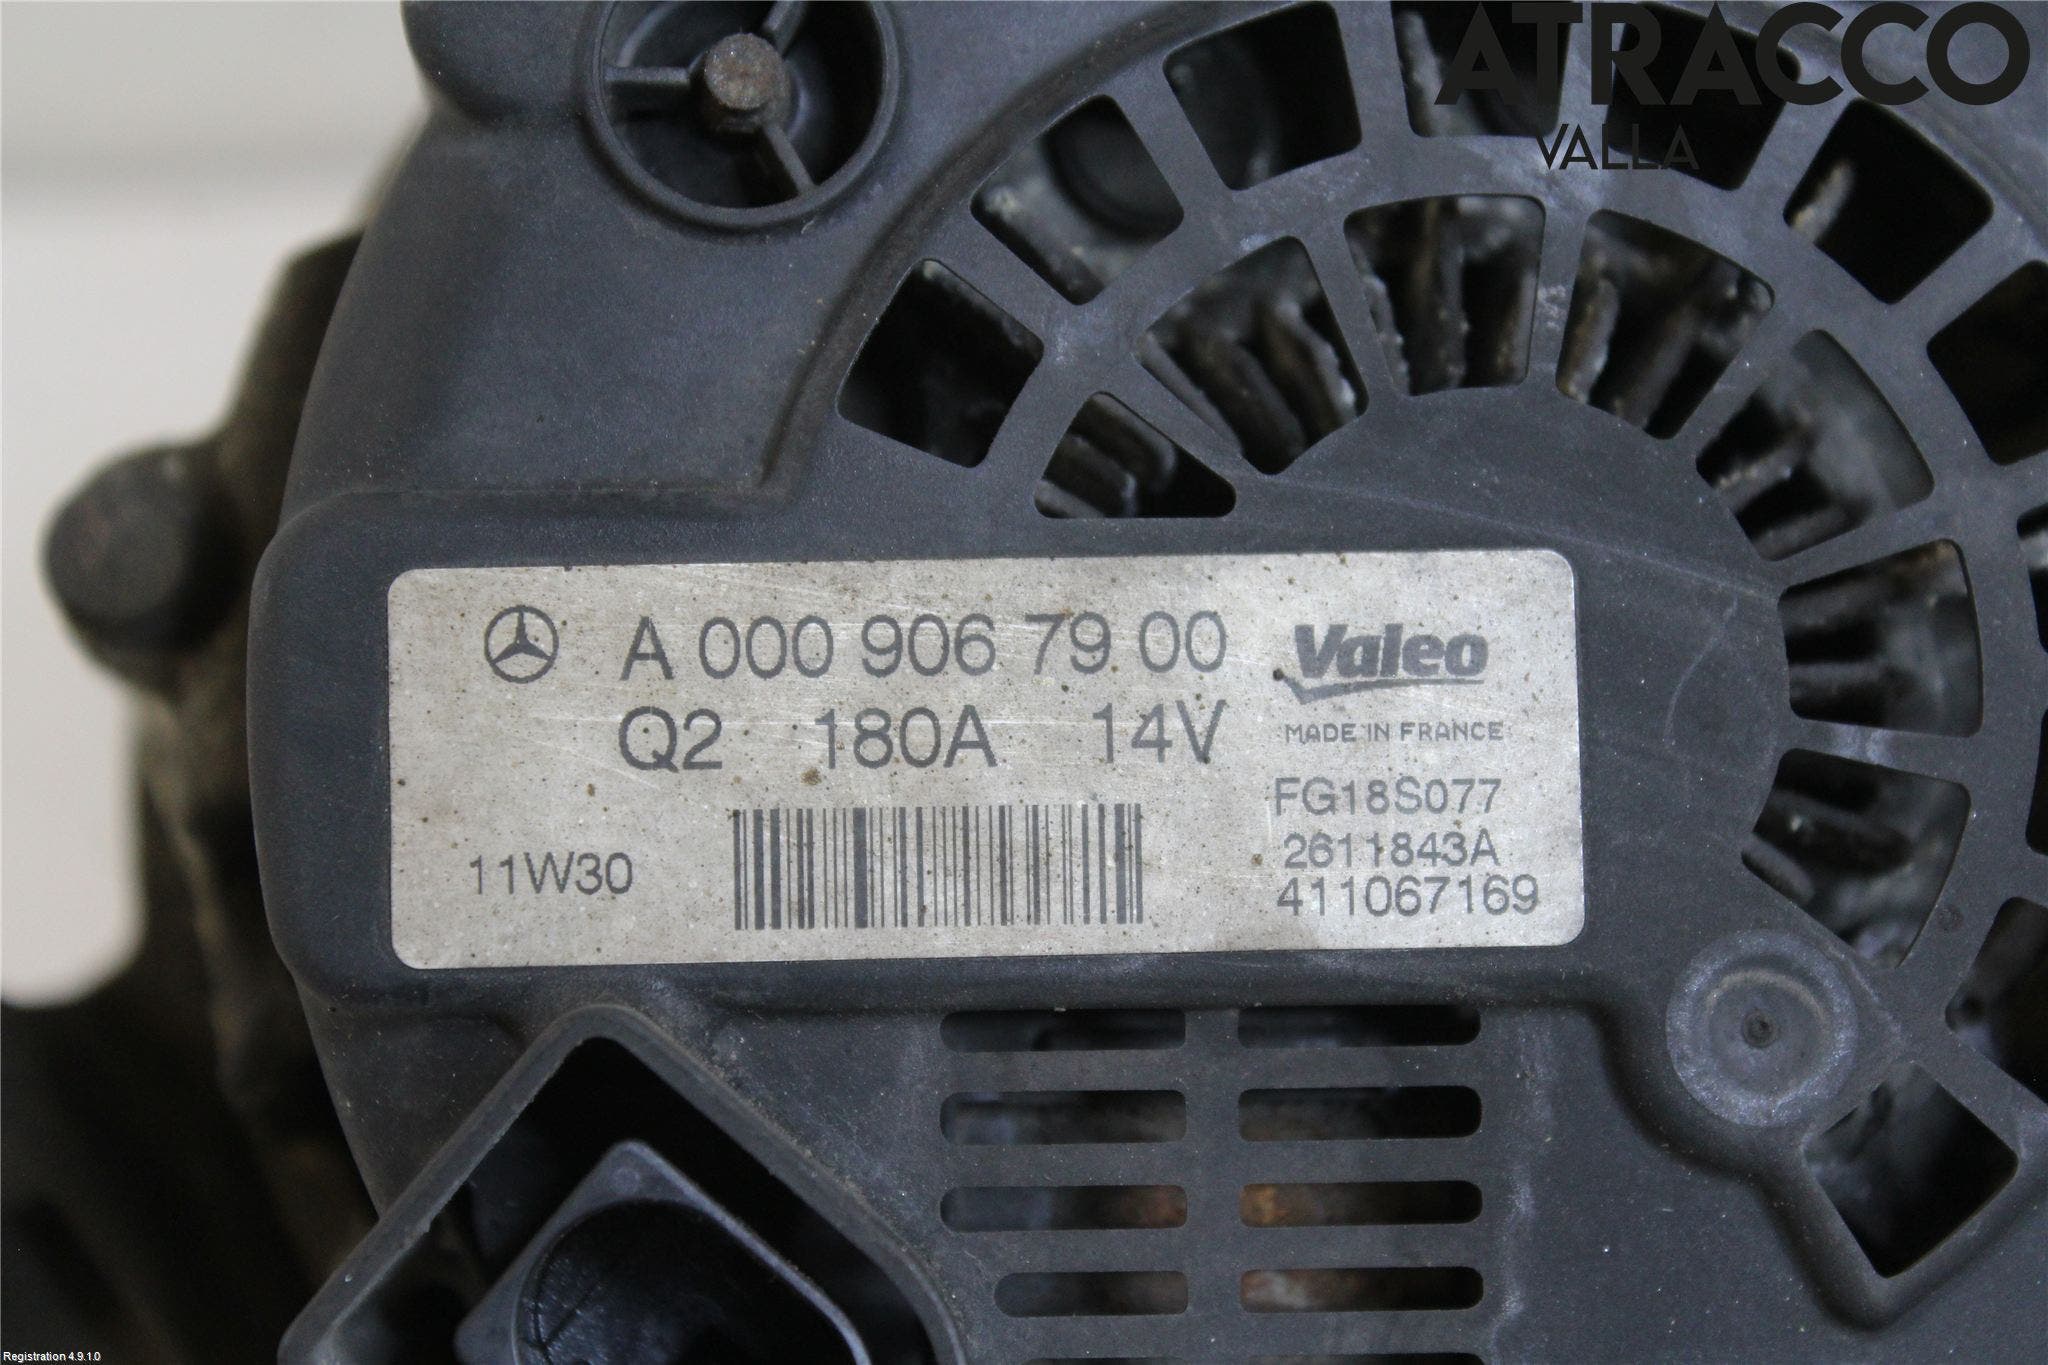 ATRACCO
VALLA
A 000 906 79 00
Q2 180A 14V
Valeo
MADE IN FRANCE
FG18S077
2611843A
411067169
11W30
Registration 4.9.1.0